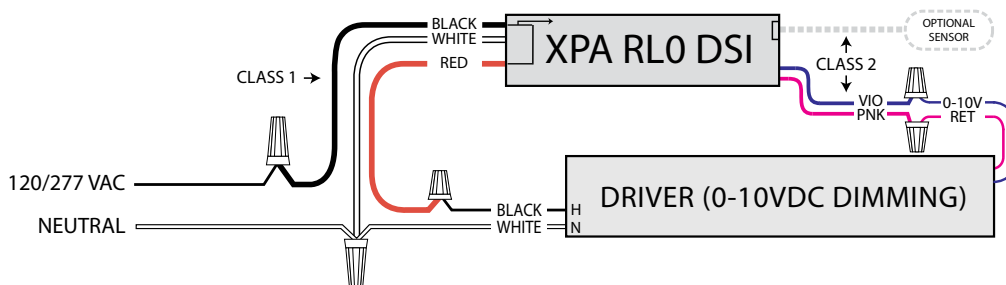 BLACK
WHITE
RED
CLASS 1
XPA RL0 DSI
OPTIONAL
SENSOR
CLASS 2
VIO
PNK
0-10V
RET
120/277 VAC
NEUTRAL
BLACK
WHITE
H
N
DRIVER (0-10VDC DIMMING)